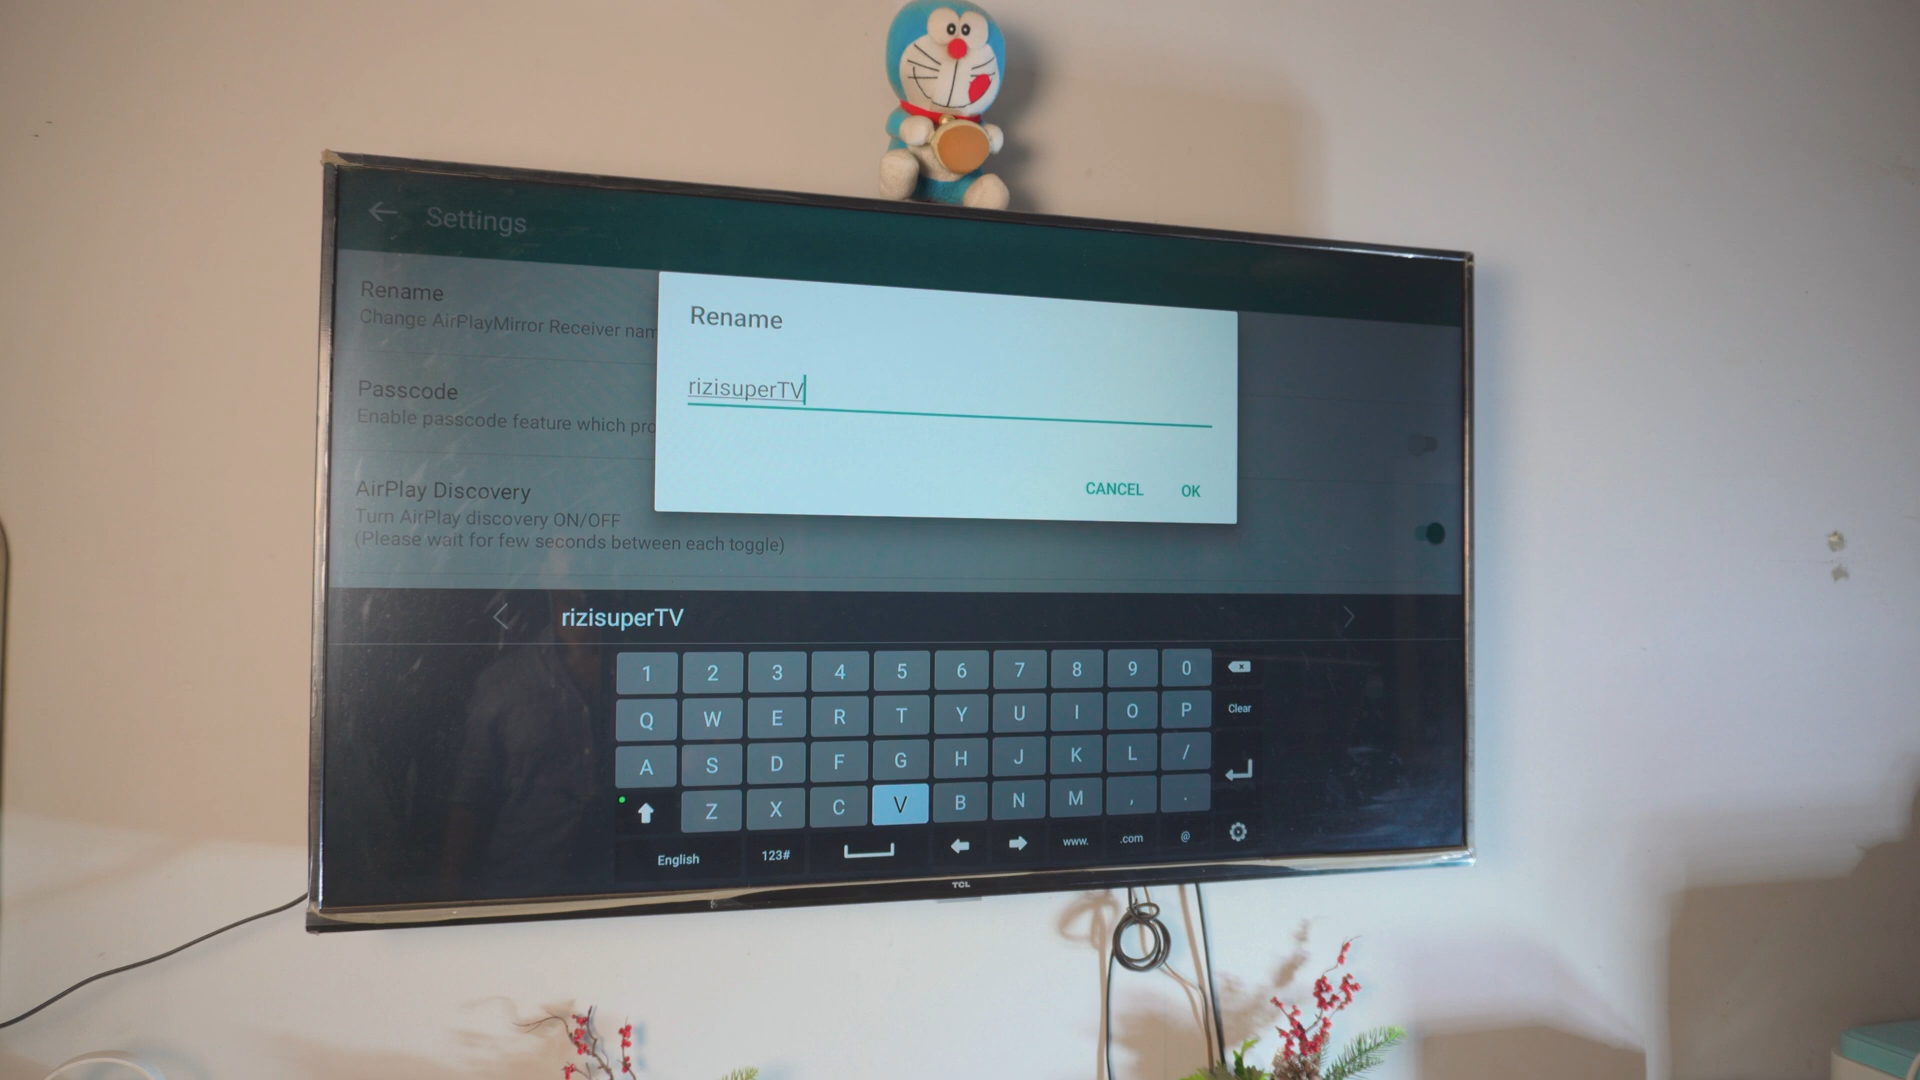 Settings
Rename
Change AirPlayMirror Receiver nam
Passcode
Enable passcode feature which pro
AirPlay Discovery
Turn AirPlay discovery ON/OFF
(Please wait for few seconds between each toggle)
Rename
rizisuperTV
CANCEL OK
rizisuperTV
1 2 3 4 5 6 7 8 9 0
Q W E R T Y U I O P Clear
A S D F G H J K L /
Z X C V B N M , .
English 123# www. .com @
TCL